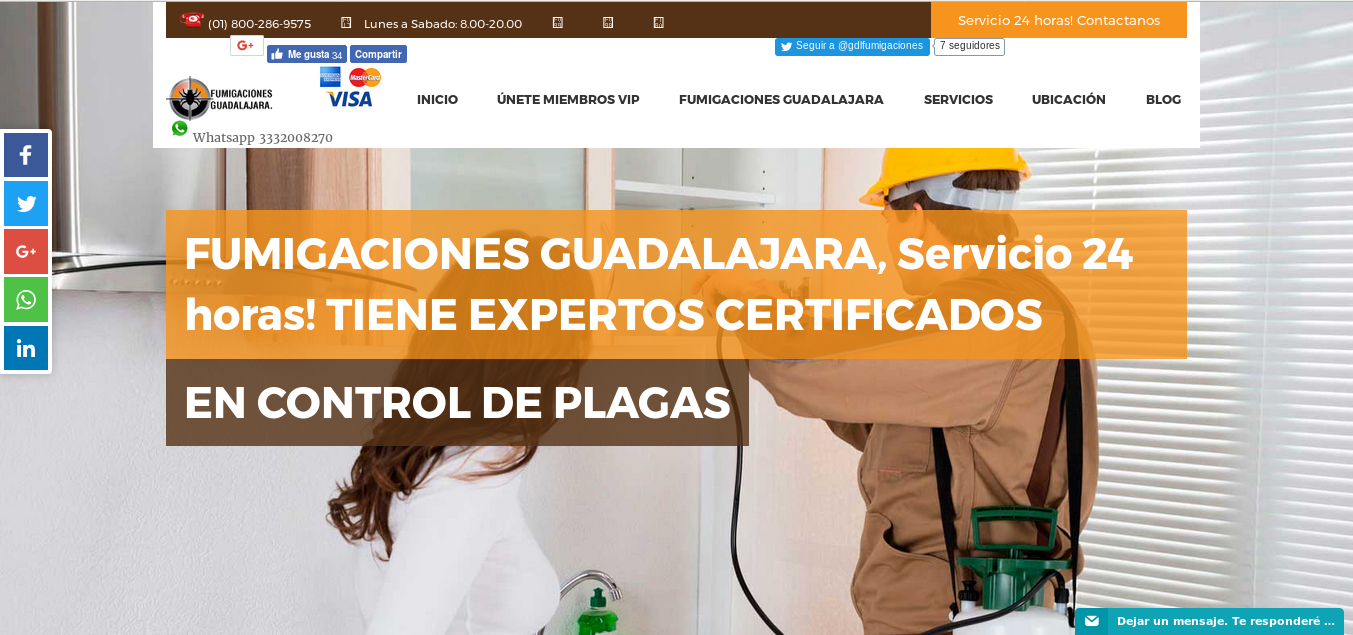 (01) 800-286-9575 Lunes a Sabado: 8.00-20.00 Servicio 24 horas! Contactanos
G+ Me gusta 34 Compartir Seguir a @gdlfumigaciones 7 seguidores
AMERICAN EXPRESS MasterCard
VISA
FUMIGACIONES
GUADALAJARA.
INICIO ÚNETE MIEMBROS VIP FUMIGACIONES GUADALAJARA SERVICIOS UBICACIÓN BLOG
Whatsapp 3332008270
FUMIGACIONES GUADALAJARA, Servicio 24
horas! TIENE EXPERTOS CERTIFICADOS
EN CONTROL DE PLAGAS
Dejar un mensaje. Te responderé ...